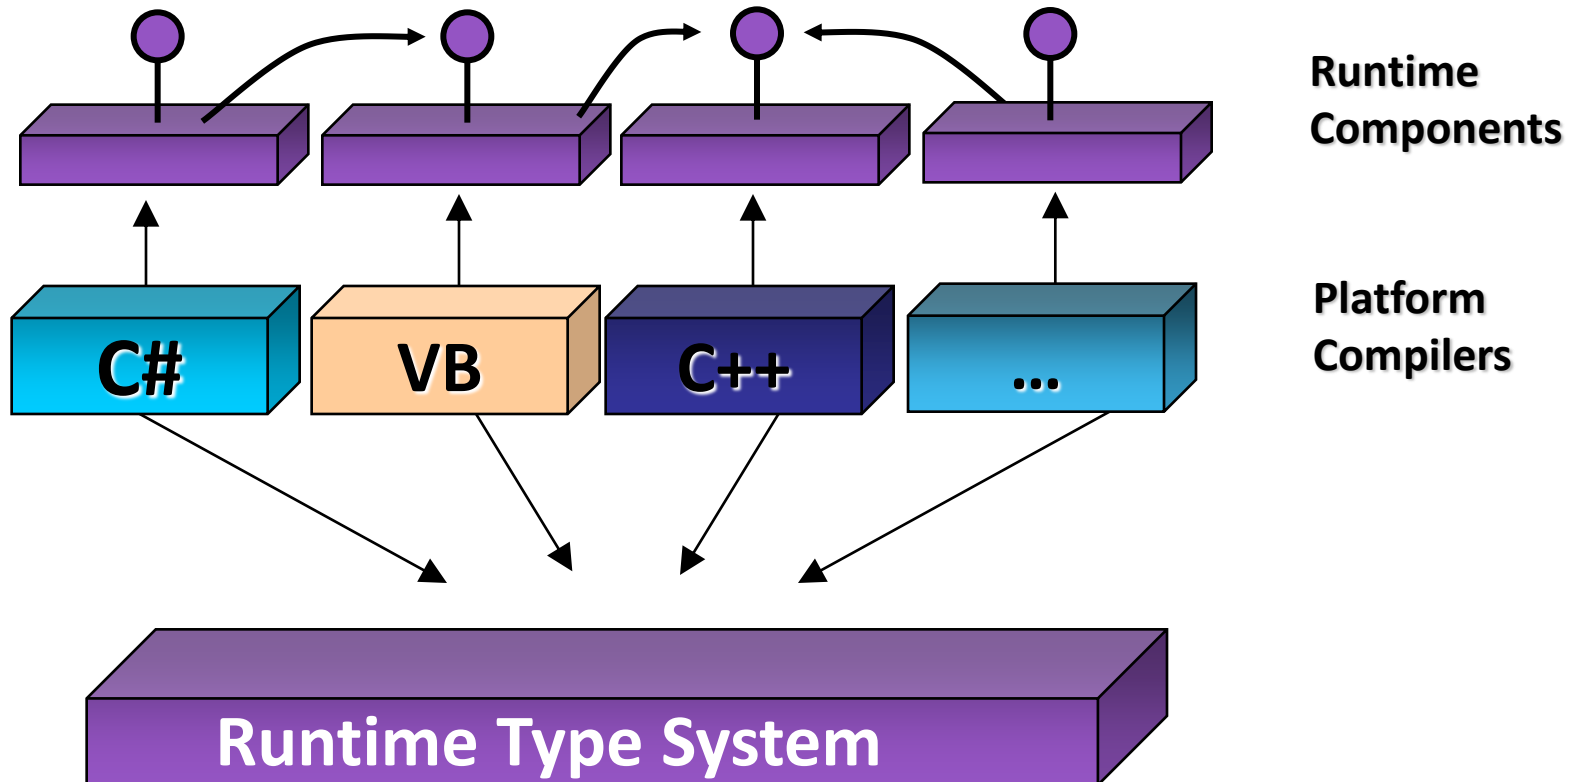 Runtime
Components
C#
VB
C++
...
Platform
Compilers
Runtime Type System